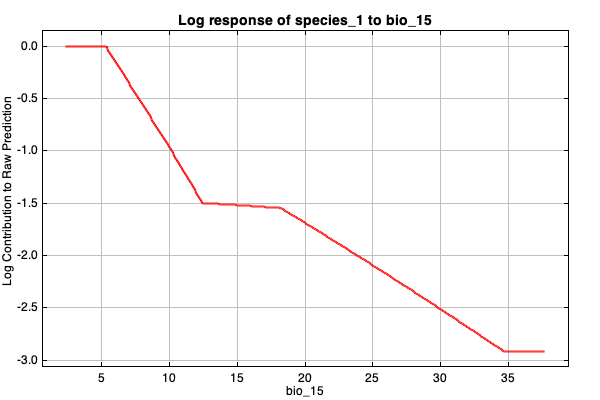 Log response of species_1 to bio_15
Log Contribution to Raw Prediction
0.0
-0.5
-1.0
-1.5
-2.0
-2.5
-3.0
5 10 15 20 25 30 35
bio_15